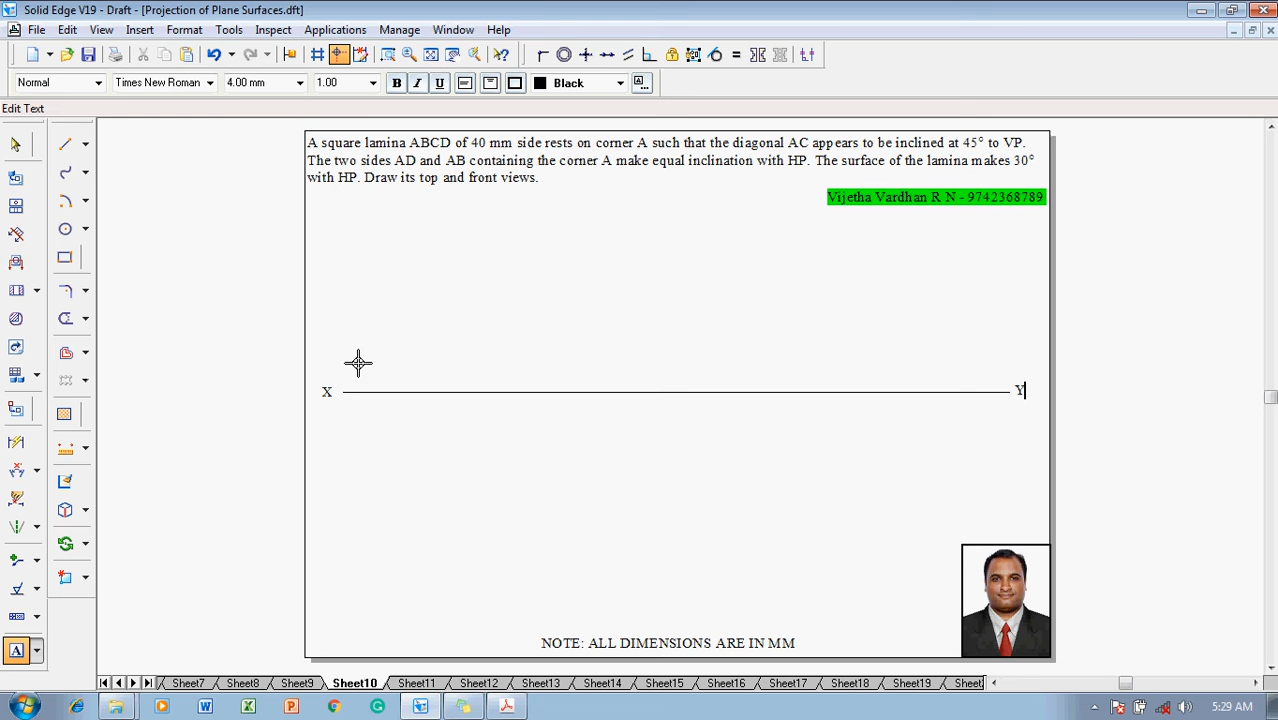 Solid Edge V19 - Draft - [Projection of Plane Surfaces.dft]
File Edit View Insert Format Tools Inspect Applications Manage Window Help
Normal Times New Roman 4.00 mm 1.00 B I U Black A
Edit Text
A square lamina ABCD of 40 mm side rests on corner A such that the diagonal AC appears to be inclined at 45° to VP.
The two sides AD and AB containing the corner A make equal inclination with HP. The surface of the lamina makes 30°
with HP. Draw its top and front views.
Vijetha Vardhan R N - 9742368789
X Y
A
NOTE: ALL DIMENSIONS ARE IN MM
Sheet7 Sheet8 Sheet9 Sheet10 Sheet11 Sheet12 Sheet13 Sheet14 Sheet15 Sheet16 Sheet17 Sheet18 Sheet19 Sheet
5:29 AM